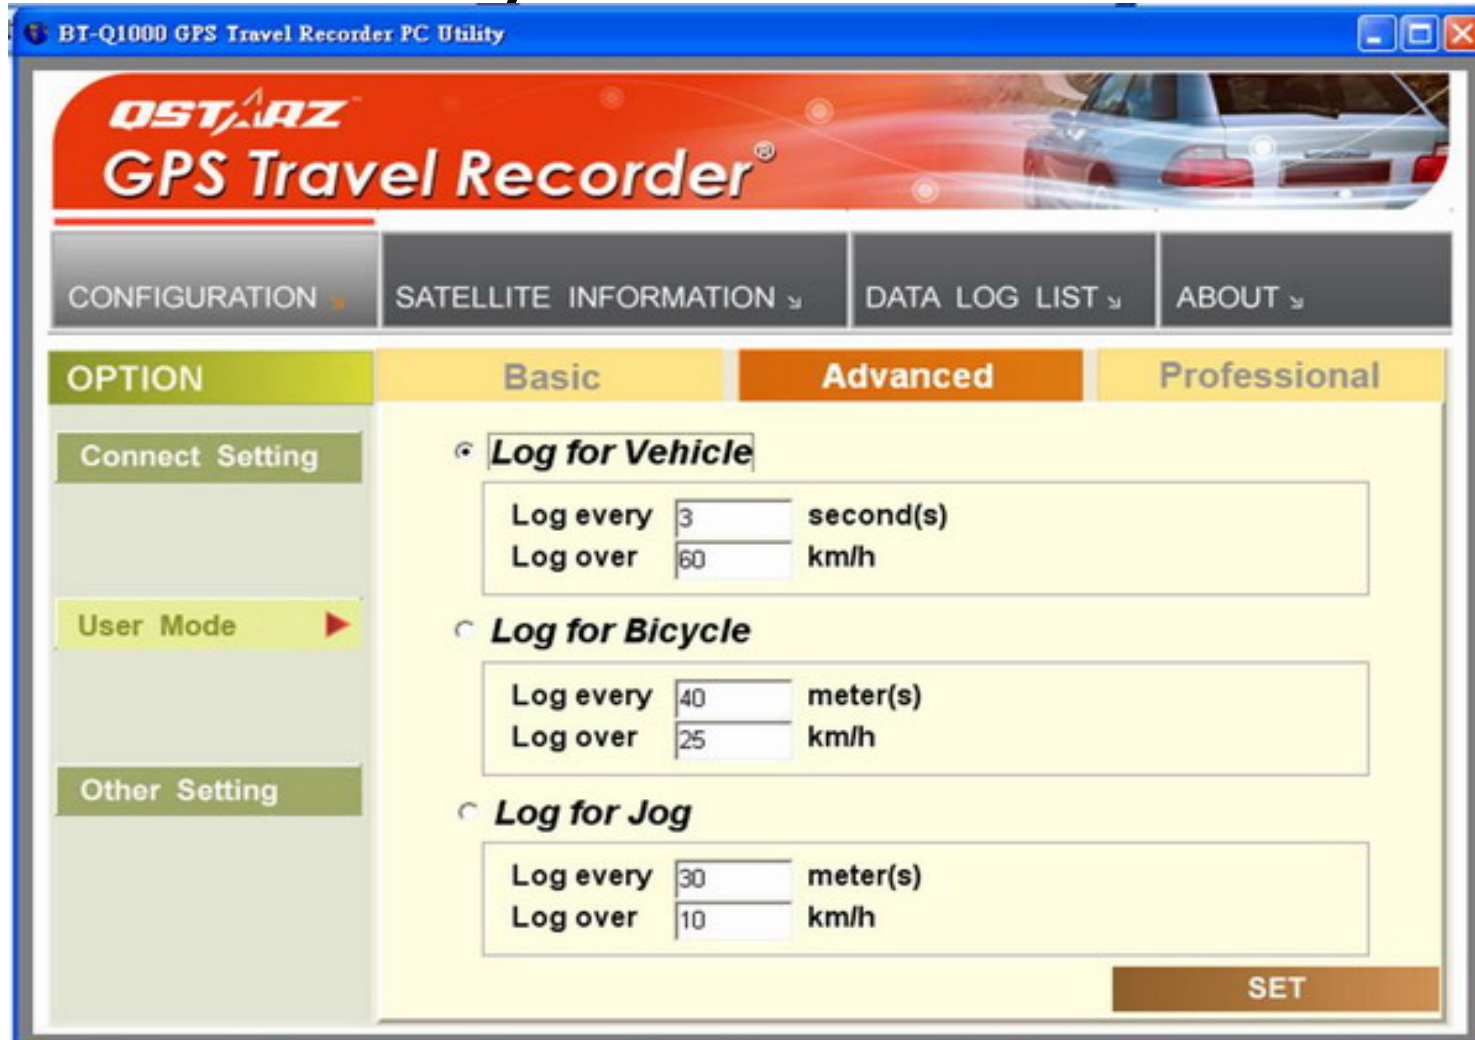 BT-Q1000 GPS Travel Recorder PC Utility
QSTARZ
GPS Travel Recorder®
CONFIGURATION
SATELLITE INFORMATION
DATA LOG LIST
ABOUT
OPTION
Basic
Advanced
Professional
Connect Setting
User Mode
Other Setting
Log for Vehicle
Log every 3 second(s)
Log over 60 km/h
Log for Bicycle
Log every 40 meter(s)
Log over 25 km/h
Log for Jog
Log every 30 meter(s)
Log over 10 km/h
SET